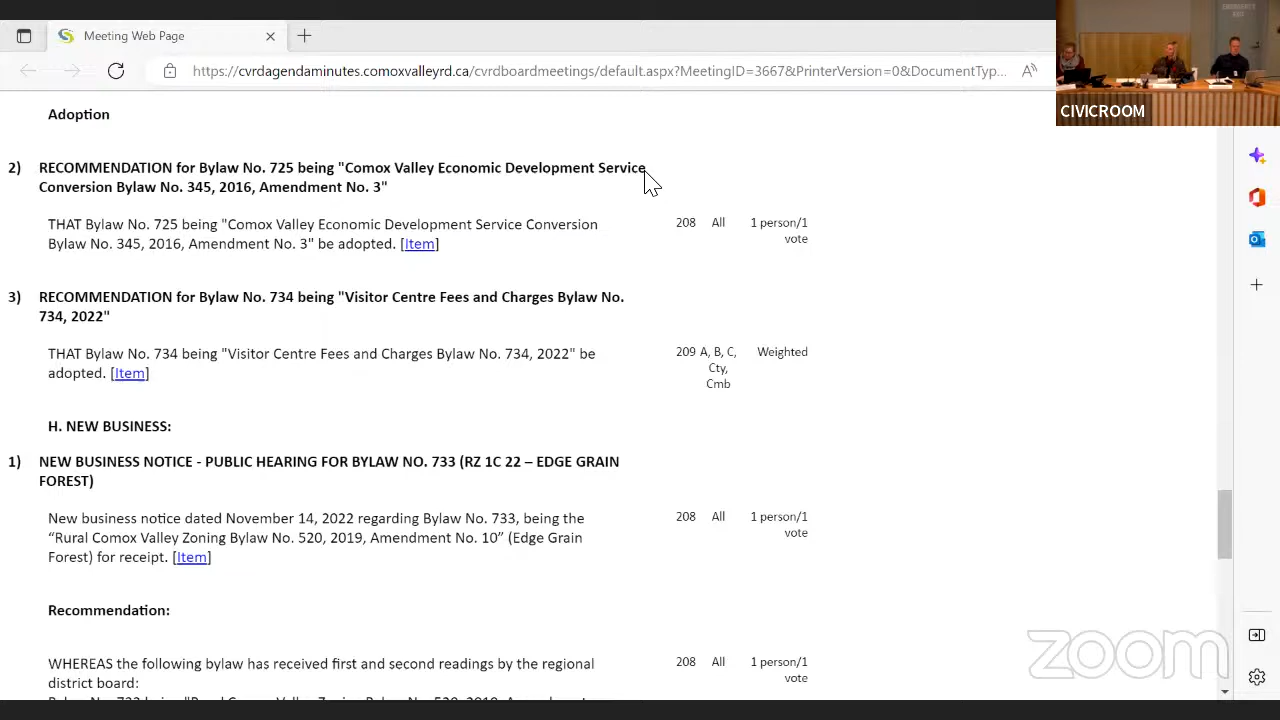 Meeting Web Page
https://cvrdagendaminutes.comoxvalleyrd.ca/cvrdboardmeetings/default.aspx?MeetingID=3667&PrinterVersion=0&DocumentTyp...
CIVICROOM
Adoption
2) RECOMMENDATION for Bylaw No. 725 being "Comox Valley Economic Development Service
Conversion Bylaw No. 345, 2016, Amendment No. 3"
THAT Bylaw No. 725 being "Comox Valley Economic Development Service Conversion 208 All 1 person/1
Bylaw No. 345, 2016, Amendment No. 3" be adopted. [Item] vote
3) RECOMMENDATION for Bylaw No. 734 being "Visitor Centre Fees and Charges Bylaw No.
734, 2022"
THAT Bylaw No. 734 being "Visitor Centre Fees and Charges Bylaw No. 734, 2022" be 209 A, B, C, Weighted
adopted. [Item] Cty,
Cmb
H. NEW BUSINESS:
1) NEW BUSINESS NOTICE - PUBLIC HEARING FOR BYLAW NO. 733 (RZ 1C 22 – EDGE GRAIN
FOREST)
New business notice dated November 14, 2022 regarding Bylaw No. 733, being the 208 All 1 person/1
“Rural Comox Valley Zoning Bylaw No. 520, 2019, Amendment No. 10” (Edge Grain vote
Forest) for receipt. [Item]
Recommendation:
WHEREAS the following bylaw has received first and second readings by the regional 208 All 1 person/1
district board: vote
zoom